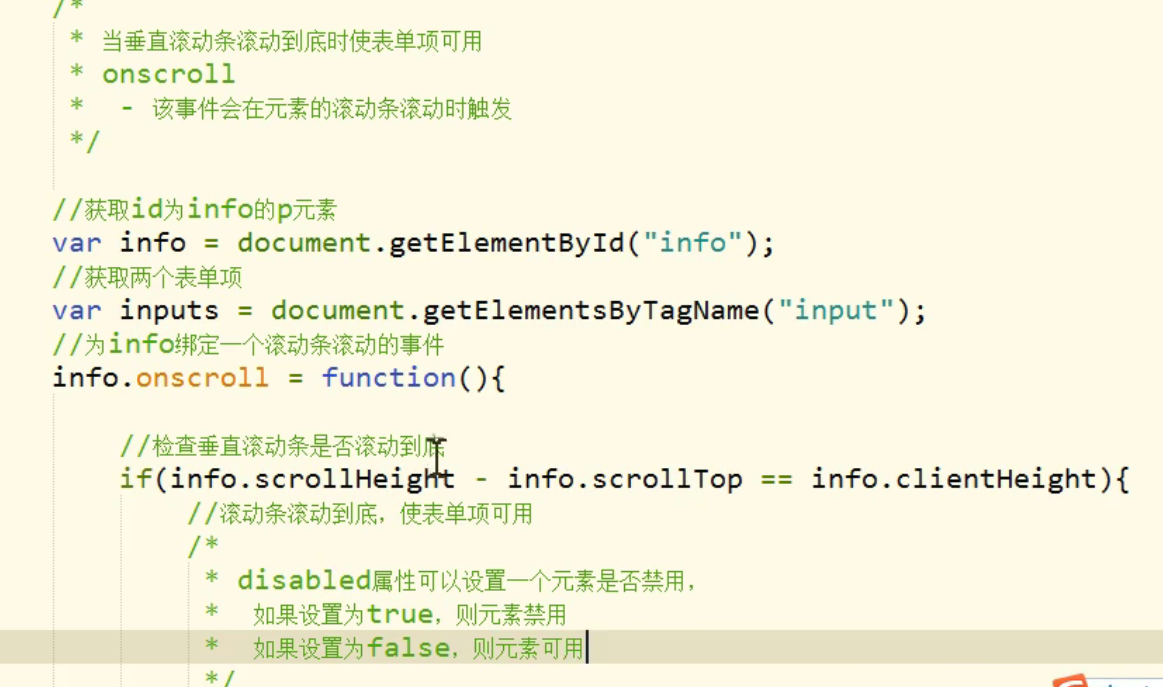 /*
 * 当垂直滚动条滚动到底时使表单项可用
 * onscroll
 *  - 该事件会在元素的滚动条滚动时触发
 */
//获取id为info的p元素
var info = document.getElementById("info");
//获取两个表单项
var inputs = document.getElementsByTagName("input");
//为info绑定一个滚动条滚动的事件
info.onscroll = function(){
//检查垂直滚动条是否滚动到底
if(info.scrollHeight - info.scrollTop == info.clientHeight){
//滚动条滚动到底，使表单项可用
/*
 * disabled属性可以设置一个元素是否禁用，
 *  如果设置为true，则元素禁用
 *  如果设置为false，则元素可用
 */